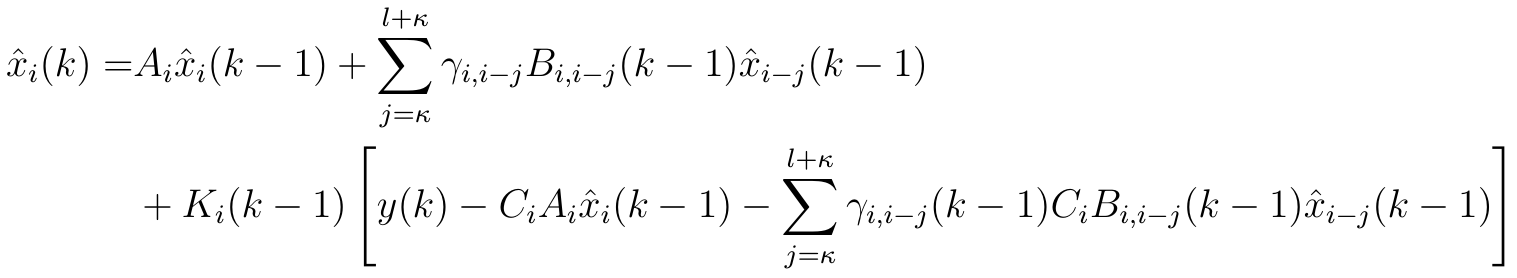 \hat{x}_i(k) = A_i\hat{x}_i(k-1) + \sum_{j=\kappa}^{l+\kappa} \gamma_{i,i-j} B_{i,i-j}(k-1)\hat{x}_{i-j}(k-1)
+ K_i(k-1) \left[ y(k) - C_i A_i \hat{x}_i(k-1) - \sum_{j=\kappa}^{l+\kappa} \gamma_{i,i-j}(k-1) C_i B_{i,i-j}(k-1)\hat{x}_{i-j}(k-1) \right]